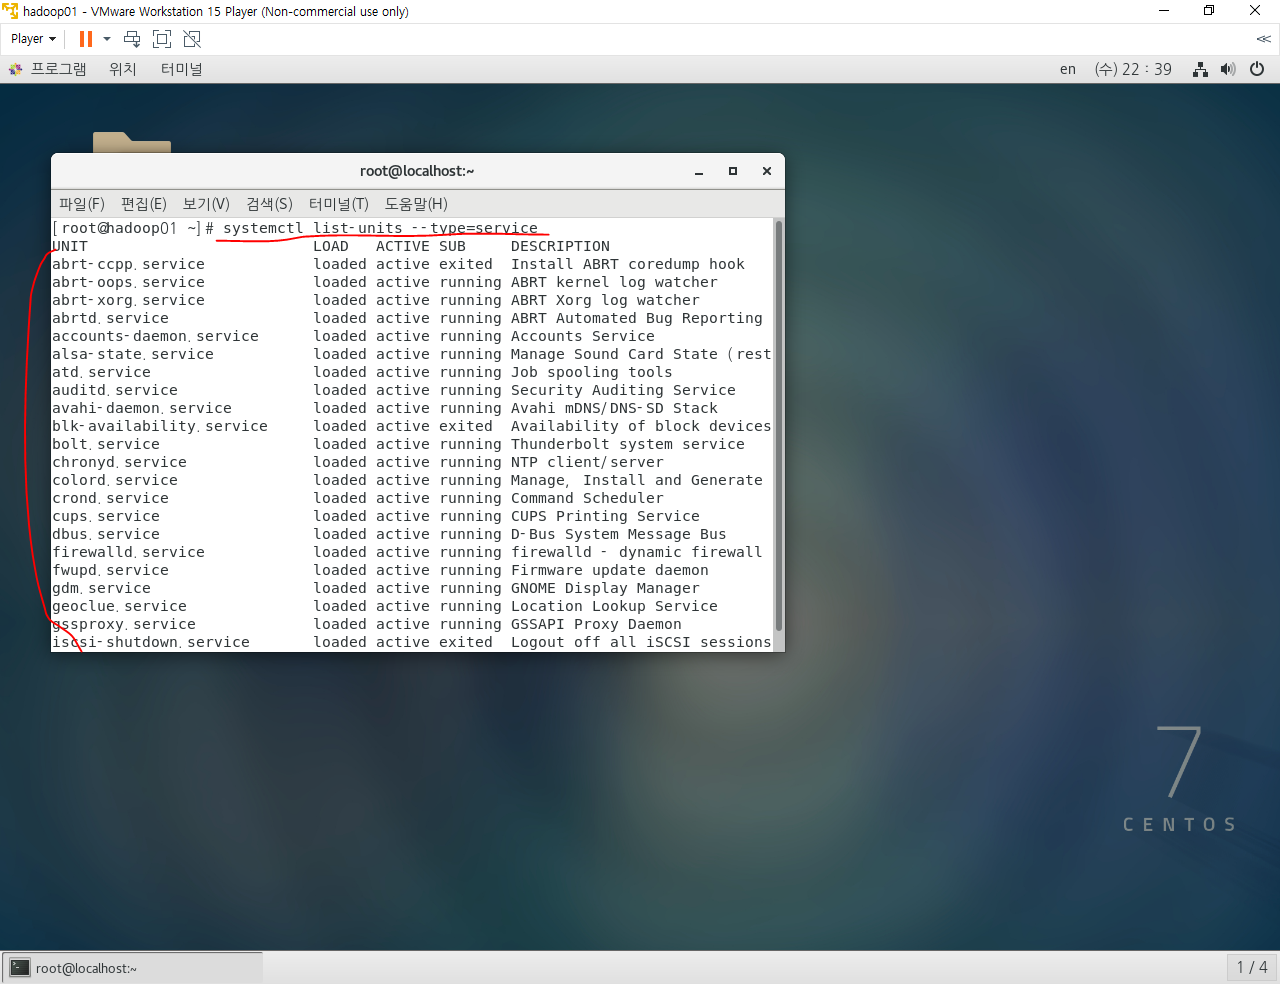 hadoop01 - VMware Workstation 15 Player (Non-commercial use only)
Player
프로그램 위치 터미널 en (수) 22 : 39
root@localhost:~
파일(F) 편집(E) 보기(V) 검색(S) 터미널(T) 도움말(H)
[root@hadoop01 ~]# systemctl list-units --type=service
UNIT LOAD ACTIVE SUB DESCRIPTION
abrt-ccpp.service loaded active exited Install ABRT coredump hook
abrt-oops.service loaded active running ABRT kernel log watcher
abrt-xorg.service loaded active running ABRT Xorg log watcher
abrtd.service loaded active running ABRT Automated Bug Reporting
accounts-daemon.service loaded active running Accounts Service
alsa-state.service loaded active running Manage Sound Card State (rest
atd.service loaded active running Job spooling tools
auditd.service loaded active running Security Auditing Service
avahi-daemon.service loaded active running Avahi mDNS/DNS-SD Stack
blk-availability.service loaded active exited Availability of block devices
bolt.service loaded active running Thunderbolt system service
chronyd.service loaded active running NTP client/server
colord.service loaded active running Manage, Install and Generate
crond.service loaded active running Command Scheduler
cups.service loaded active running CUPS Printing Service
dbus.service loaded active running D-Bus System Message Bus
firewalld.service loaded active running firewalld - dynamic firewall
fwupd.service loaded active running Firmware update daemon
gdm.service loaded active running GNOME Display Manager
geoclue.service loaded active running Location Lookup Service
gssproxy.service loaded active running GSSAPI Proxy Daemon
iscsi-shutdown.service loaded active exited Logout off all iSCSI sessions
7
CENTOS
root@localhost:~ 1 / 4